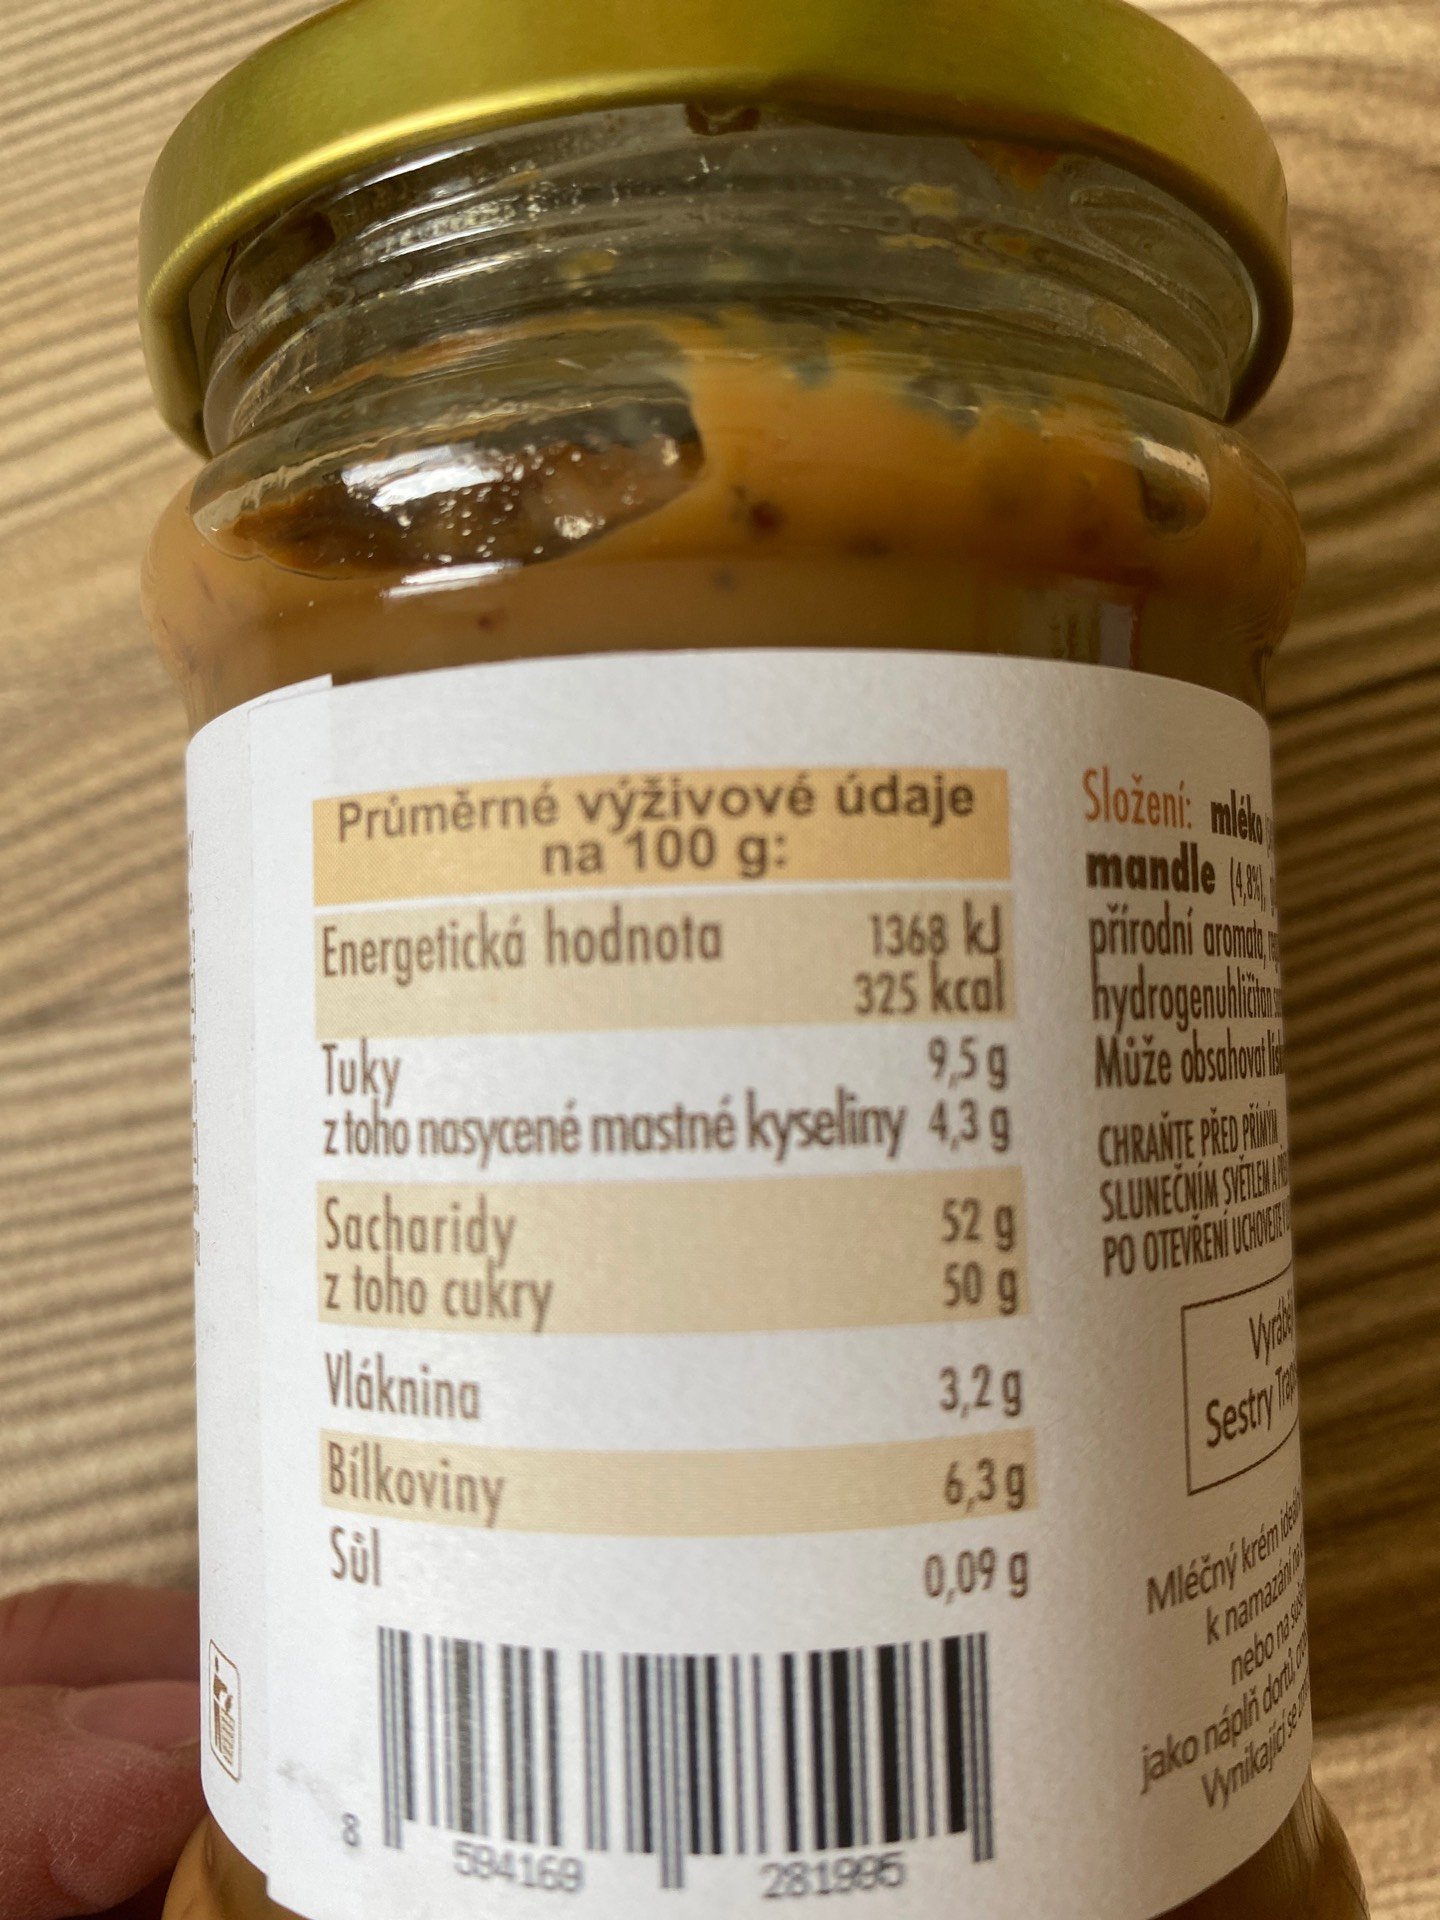 Průměrné výživové údaje
na 100 g:
Energetická hodnota 1368 kJ
325 kcal
Tuky 9,5 g
z toho nasycené mastné kyseliny 4,3 g
Sacharidy 52 g
z toho cukry 50 g
Vláknina 3,2 g
Bílkoviny 6,3 g
Sůl 0,09 g
8 594169 281995
Složení: mléko
mandle (4,8%),
přírodní aromata,
hydrogenuhličitan
Může obsahovat
CHRAŇTE PŘED PŘÍMÝM
SLUNEČNÍM SVĚTLEM A
PO OTEVŘENÍ UCHOVEJTE
Sestry
Mléčný krém
k namazání na
nebo na
jako náplň dortů,
Vynikající se